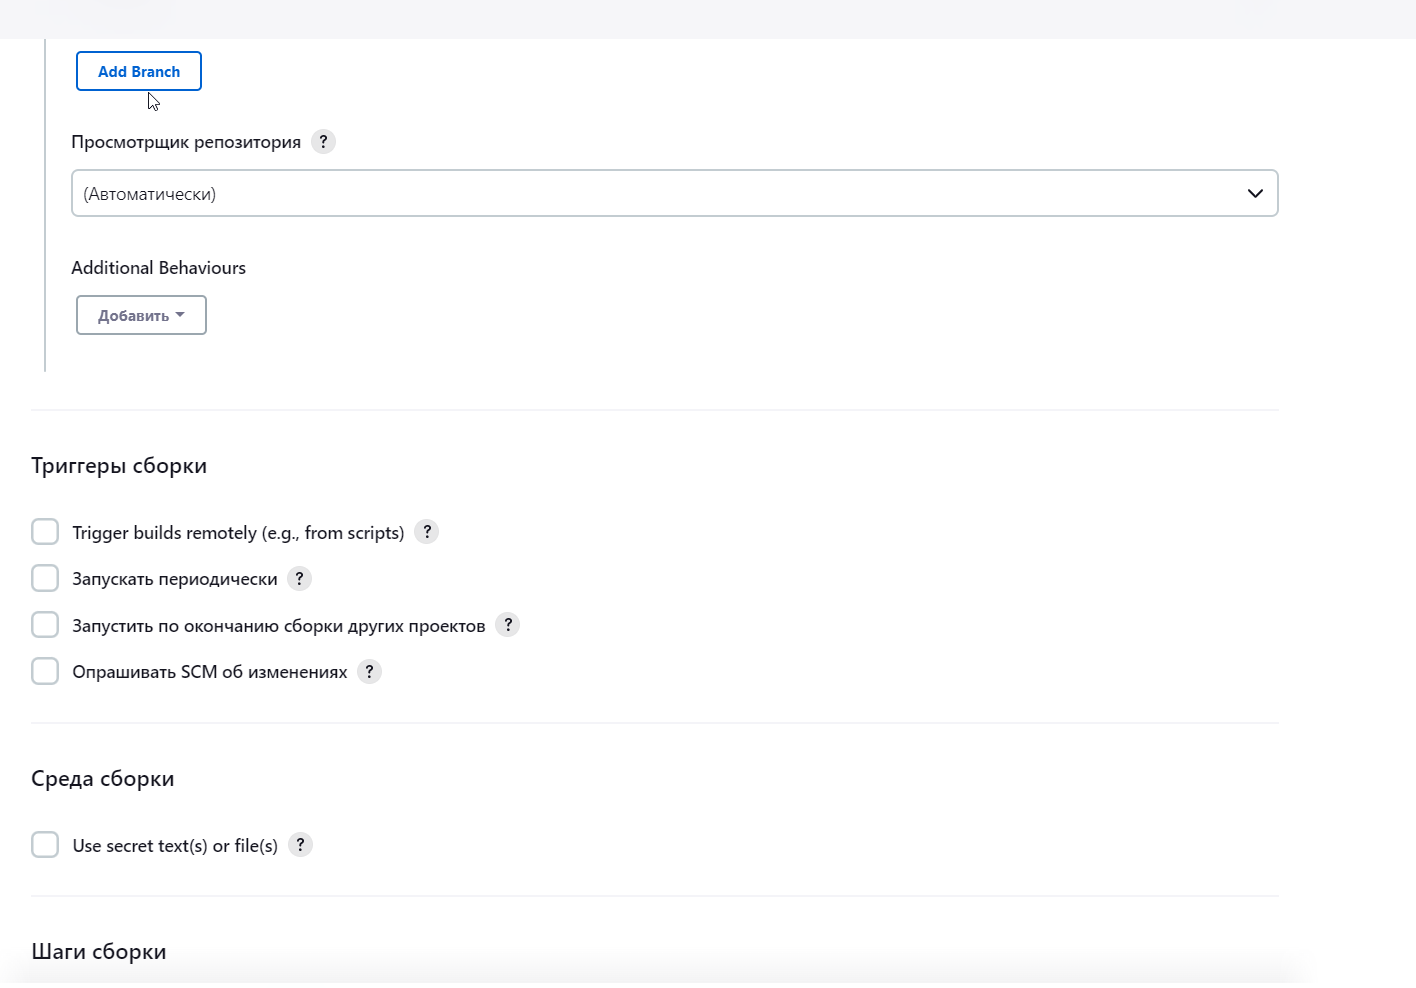 Add Branch
Просмотрщик репозитория ?
(Автоматически)
Additional Behaviours
Добавить
Триггеры сборки
Trigger builds remotely (e.g., from scripts) ?
Запускать периодически ?
Запустить по окончанию сборки других проектов ?
Опрашивать SCM об изменениях ?
Среда сборки
Use secret text(s) or file(s) ?
Шаги сборки